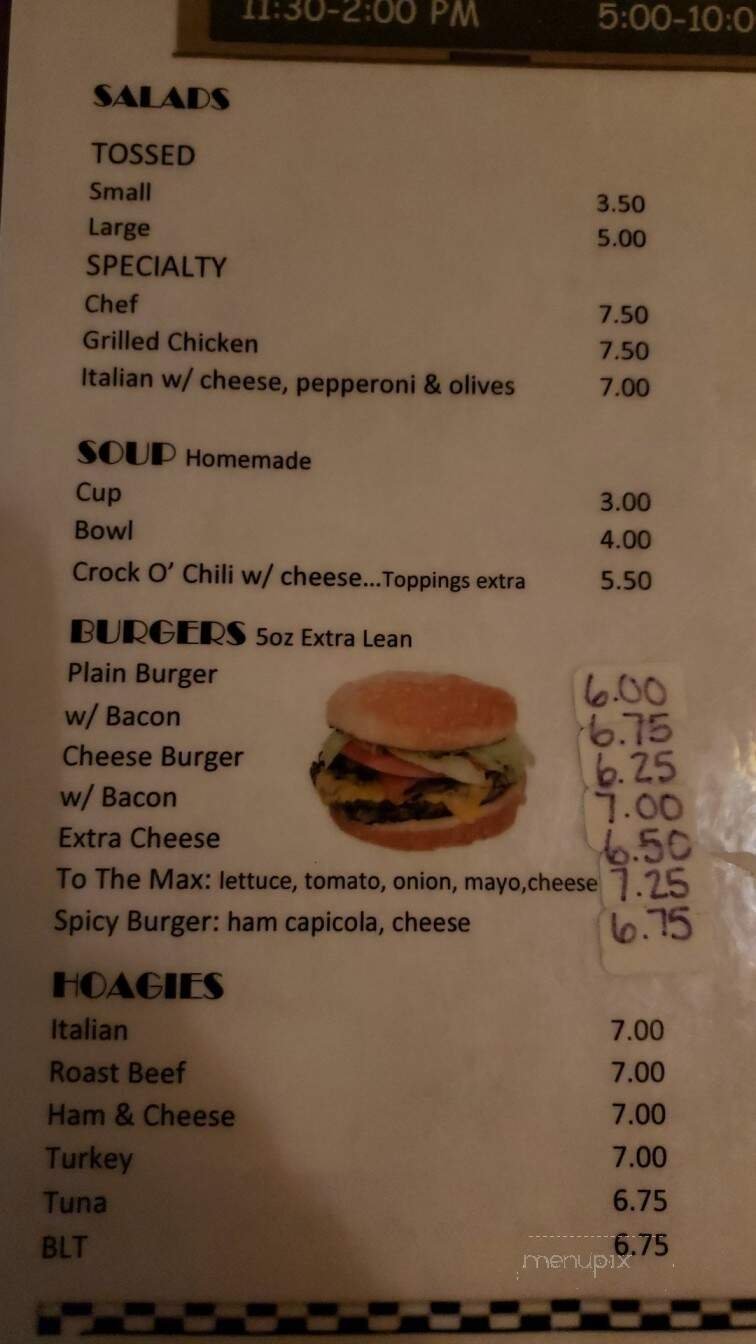 11:30-2:00 PM 5:00-10:0
SALADS
TOSSED
Small 3.50
Large 5.00
SPECIALTY
Chef 7.50
Grilled Chicken 7.50
Italian w/ cheese, pepperoni & olives 7.00
SOUP Homemade
Cup 3.00
Bowl 4.00
Crock O' Chili w/ cheese...Toppings extra 5.50
BURGERS 5oz Extra Lean
Plain Burger 6.00
w/ Bacon 6.75
Cheese Burger 6.25
w/ Bacon 7.00
Extra Cheese 6.50
To The Max: lettuce, tomato, onion, mayo,cheese 7.25
Spicy Burger: ham capicola, cheese 6.75
HOAGIES
Italian 7.00
Roast Beef 7.00
Ham & Cheese 7.00
Turkey 7.00
Tuna 6.75
BLT 6.75
menupix